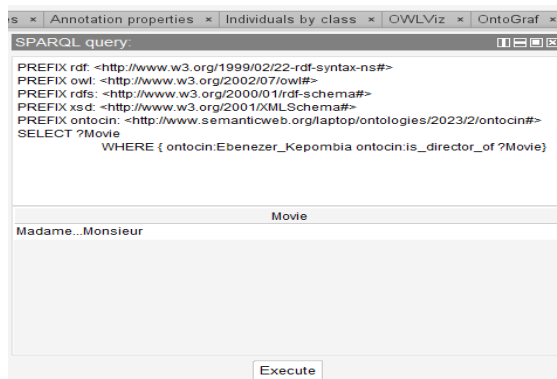 es × Annotation properties × Individuals by class × OWLViz × OntoGraf ×
SPARQL query:
PREFIX rdf: <http://www.w3.org/1999/02/22-rdf-syntax-ns#>
PREFIX owl: <http://www.w3.org/2002/07/owl#>
PREFIX rdfs: <http://www.w3.org/2000/01/rdf-schema#>
PREFIX xsd: <http://www.w3.org/2001/XMLSchema#>
PREFIX ontocin: <http://www.semanticweb.org/laptop/ontologies/2023/2/ontocin#>
SELECT ?Movie
WHERE { ontocin:Ebenezer_Kepombia ontocin:is_director_of ?Movie}
Movie
Madame...Monsieur
Execute